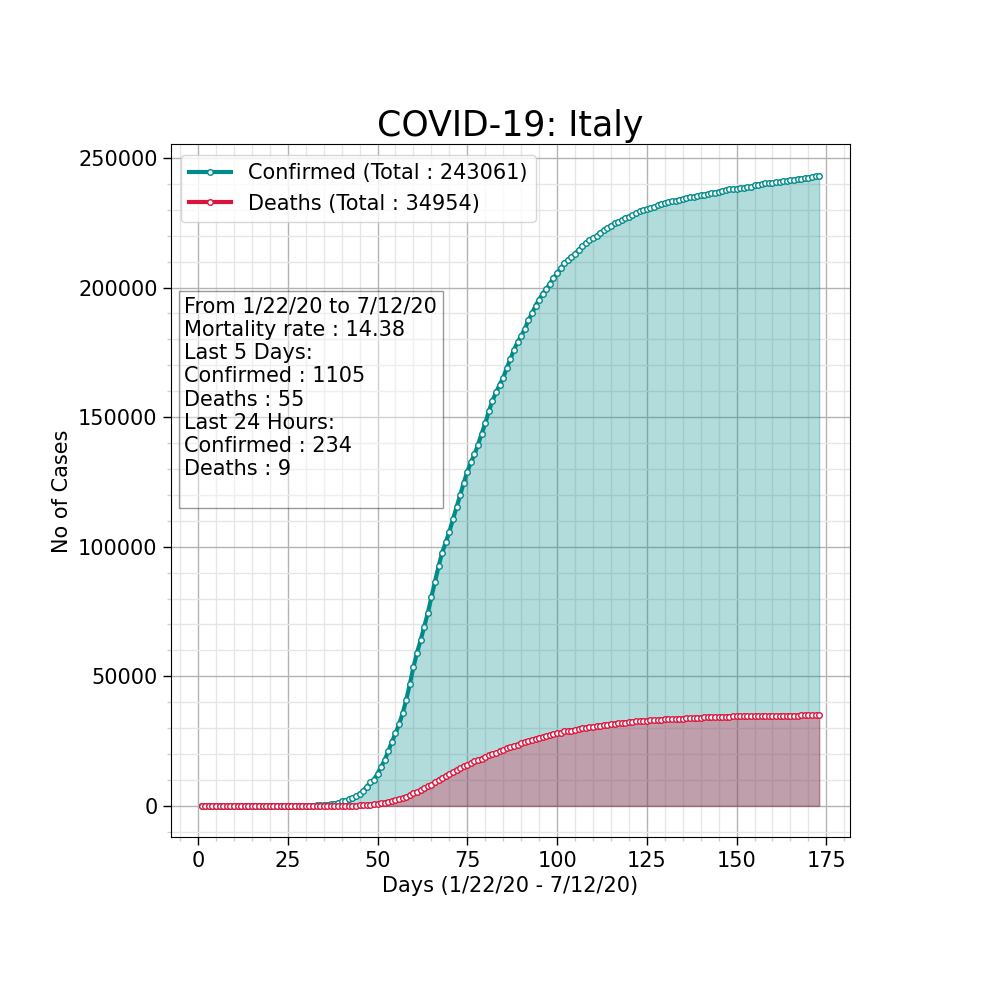 COVID-19: Italy
Confirmed (Total : 243061)
Deaths (Total : 34954)
From 1/22/20 to 7/12/20
Mortality rate : 14.38
Last 5 Days:
Confirmed : 1105
Deaths : 55
Last 24 Hours:
Confirmed : 234
Deaths : 9
No of Cases
250000
200000
150000
100000
50000
0
0 25 50 75 100 125 150 175
Days (1/22/20 - 7/12/20)